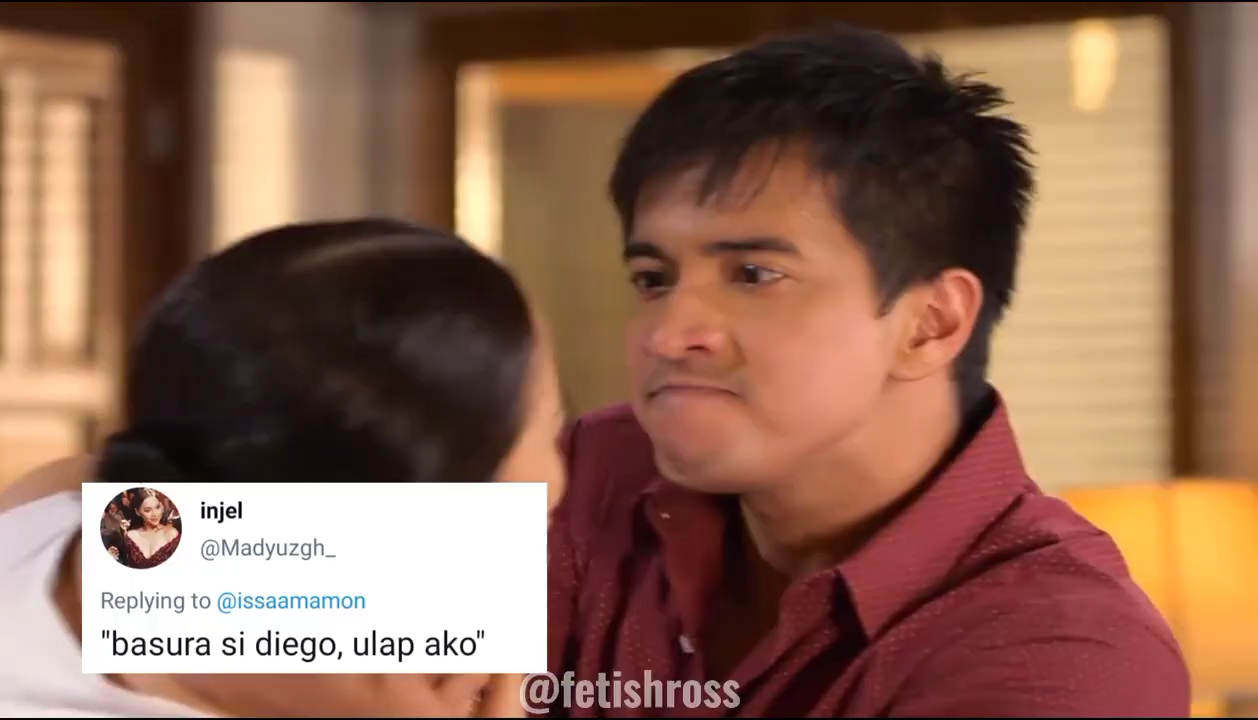 injel
@Madyuzgh_
Replying to @issaamamon
"basura si diego, ulap ako"
@fetishross